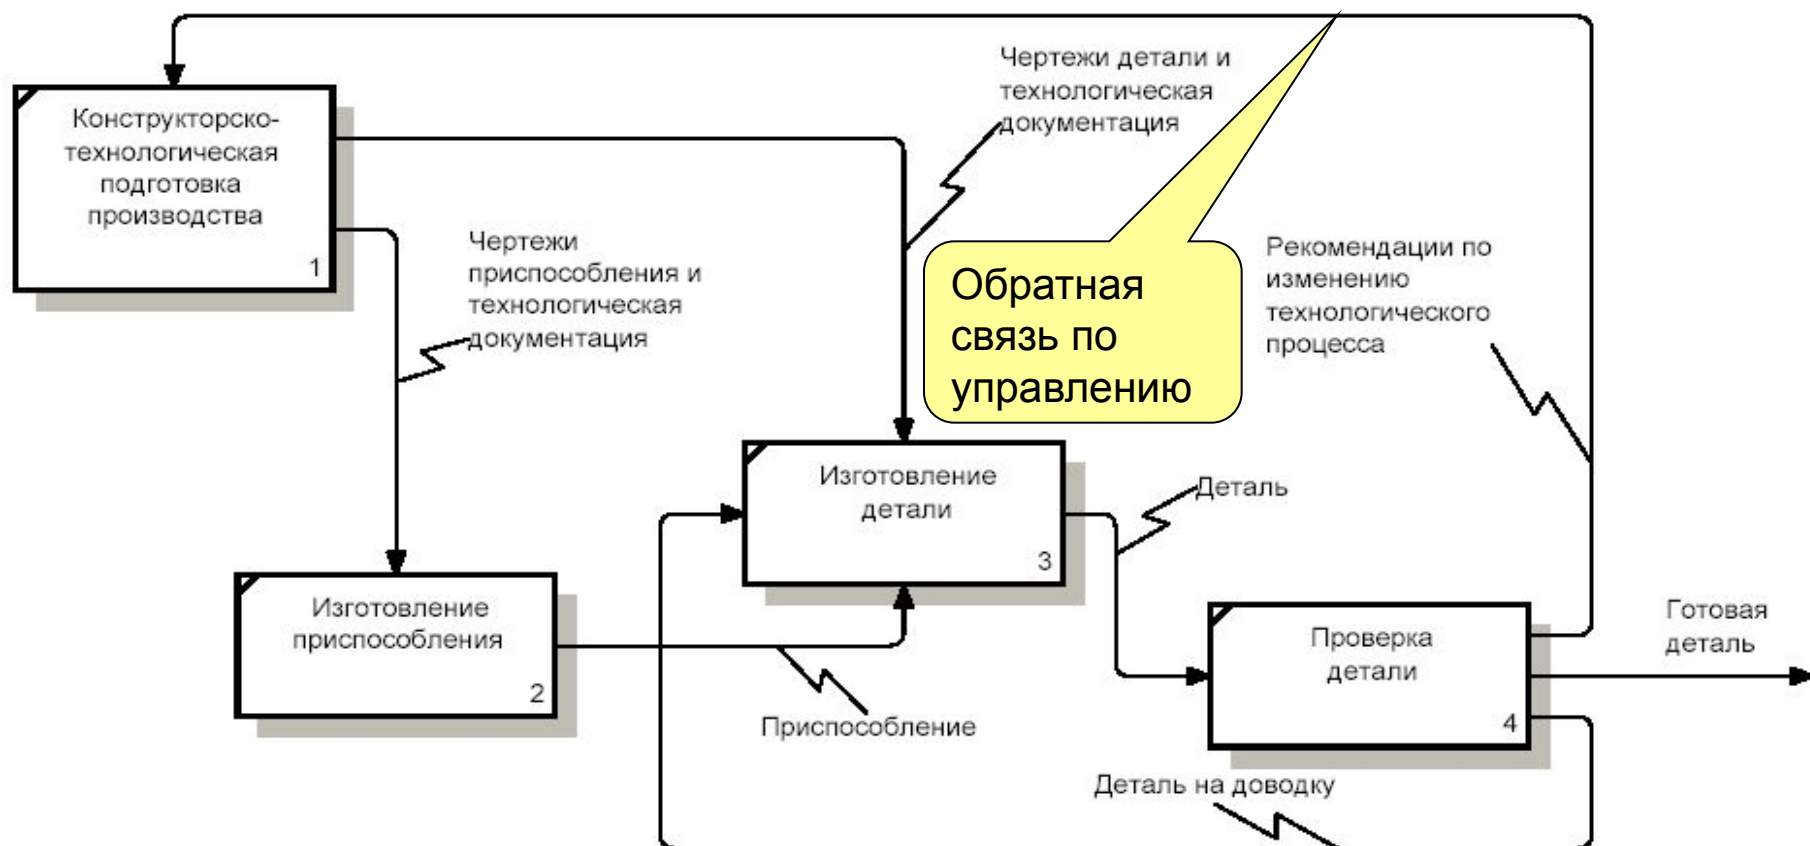 Конструкторско-
технологическая
подготовка
производства
1
Чертежи
приспособления и
технологическая
документация
Чертежи детали и
технологическая
документация
Обратная
связь по
управлению
Рекомендации по
изменению
технологического
процесса
Изготовление
детали
3
Деталь
Изготовление
приспособления
2
Приспособление
Проверка
детали
4
Готовая
деталь
Деталь на доводку